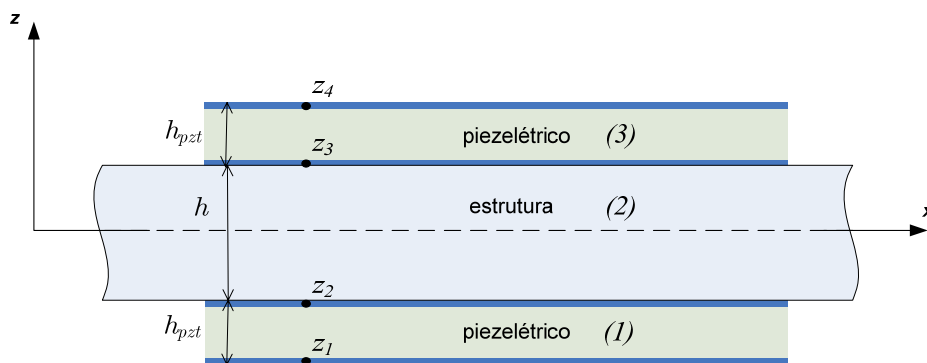 z
z4
hpzt
piezelétrico (3)
z3
h
estrutura (2)
x
z2
hpzt
piezelétrico (1)
z1